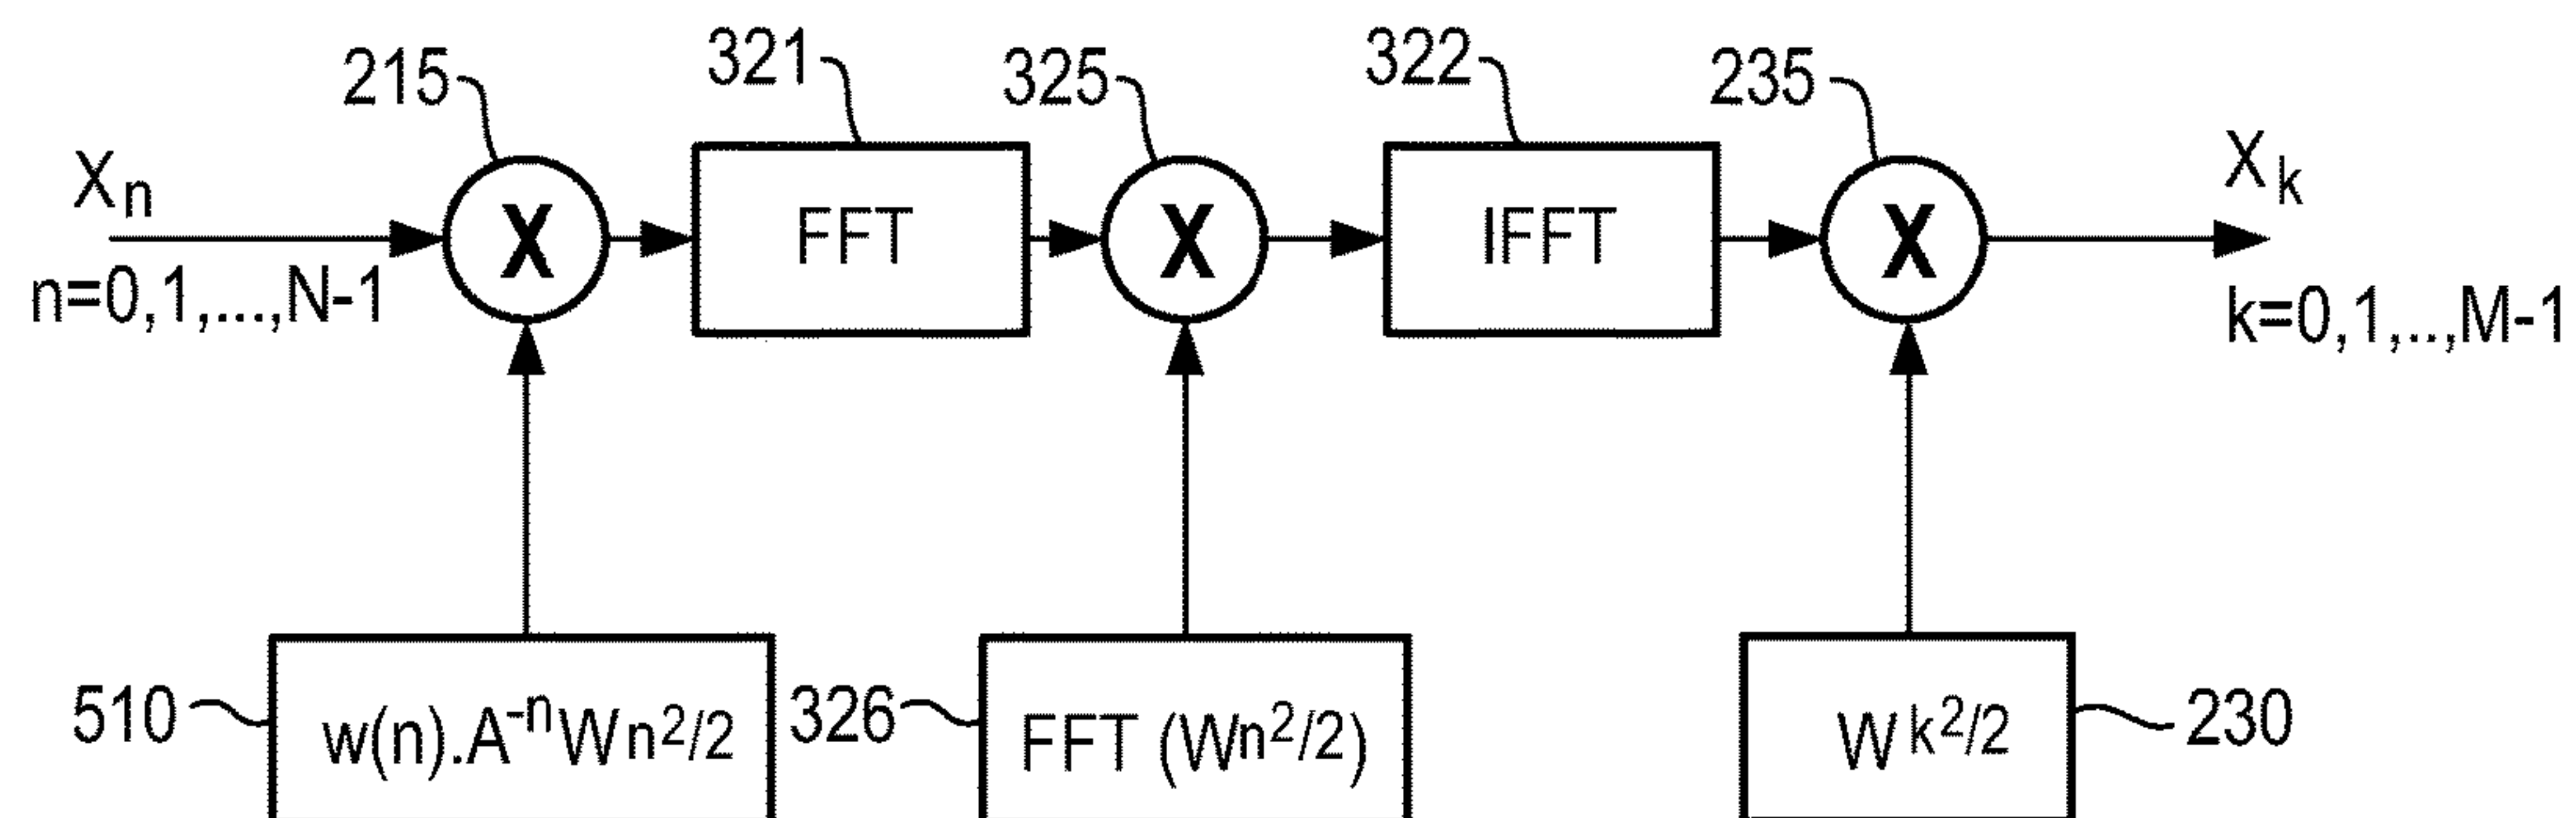 215
321
325
322
235
Xn
X
FFT
X
IFFT
X
Xk
n=0,1,...,N-1
k=0,1,..,M-1
510
w(n).A⁻ⁿWn²/2
326
FFT (Wn²/2)
Wk²/2
230